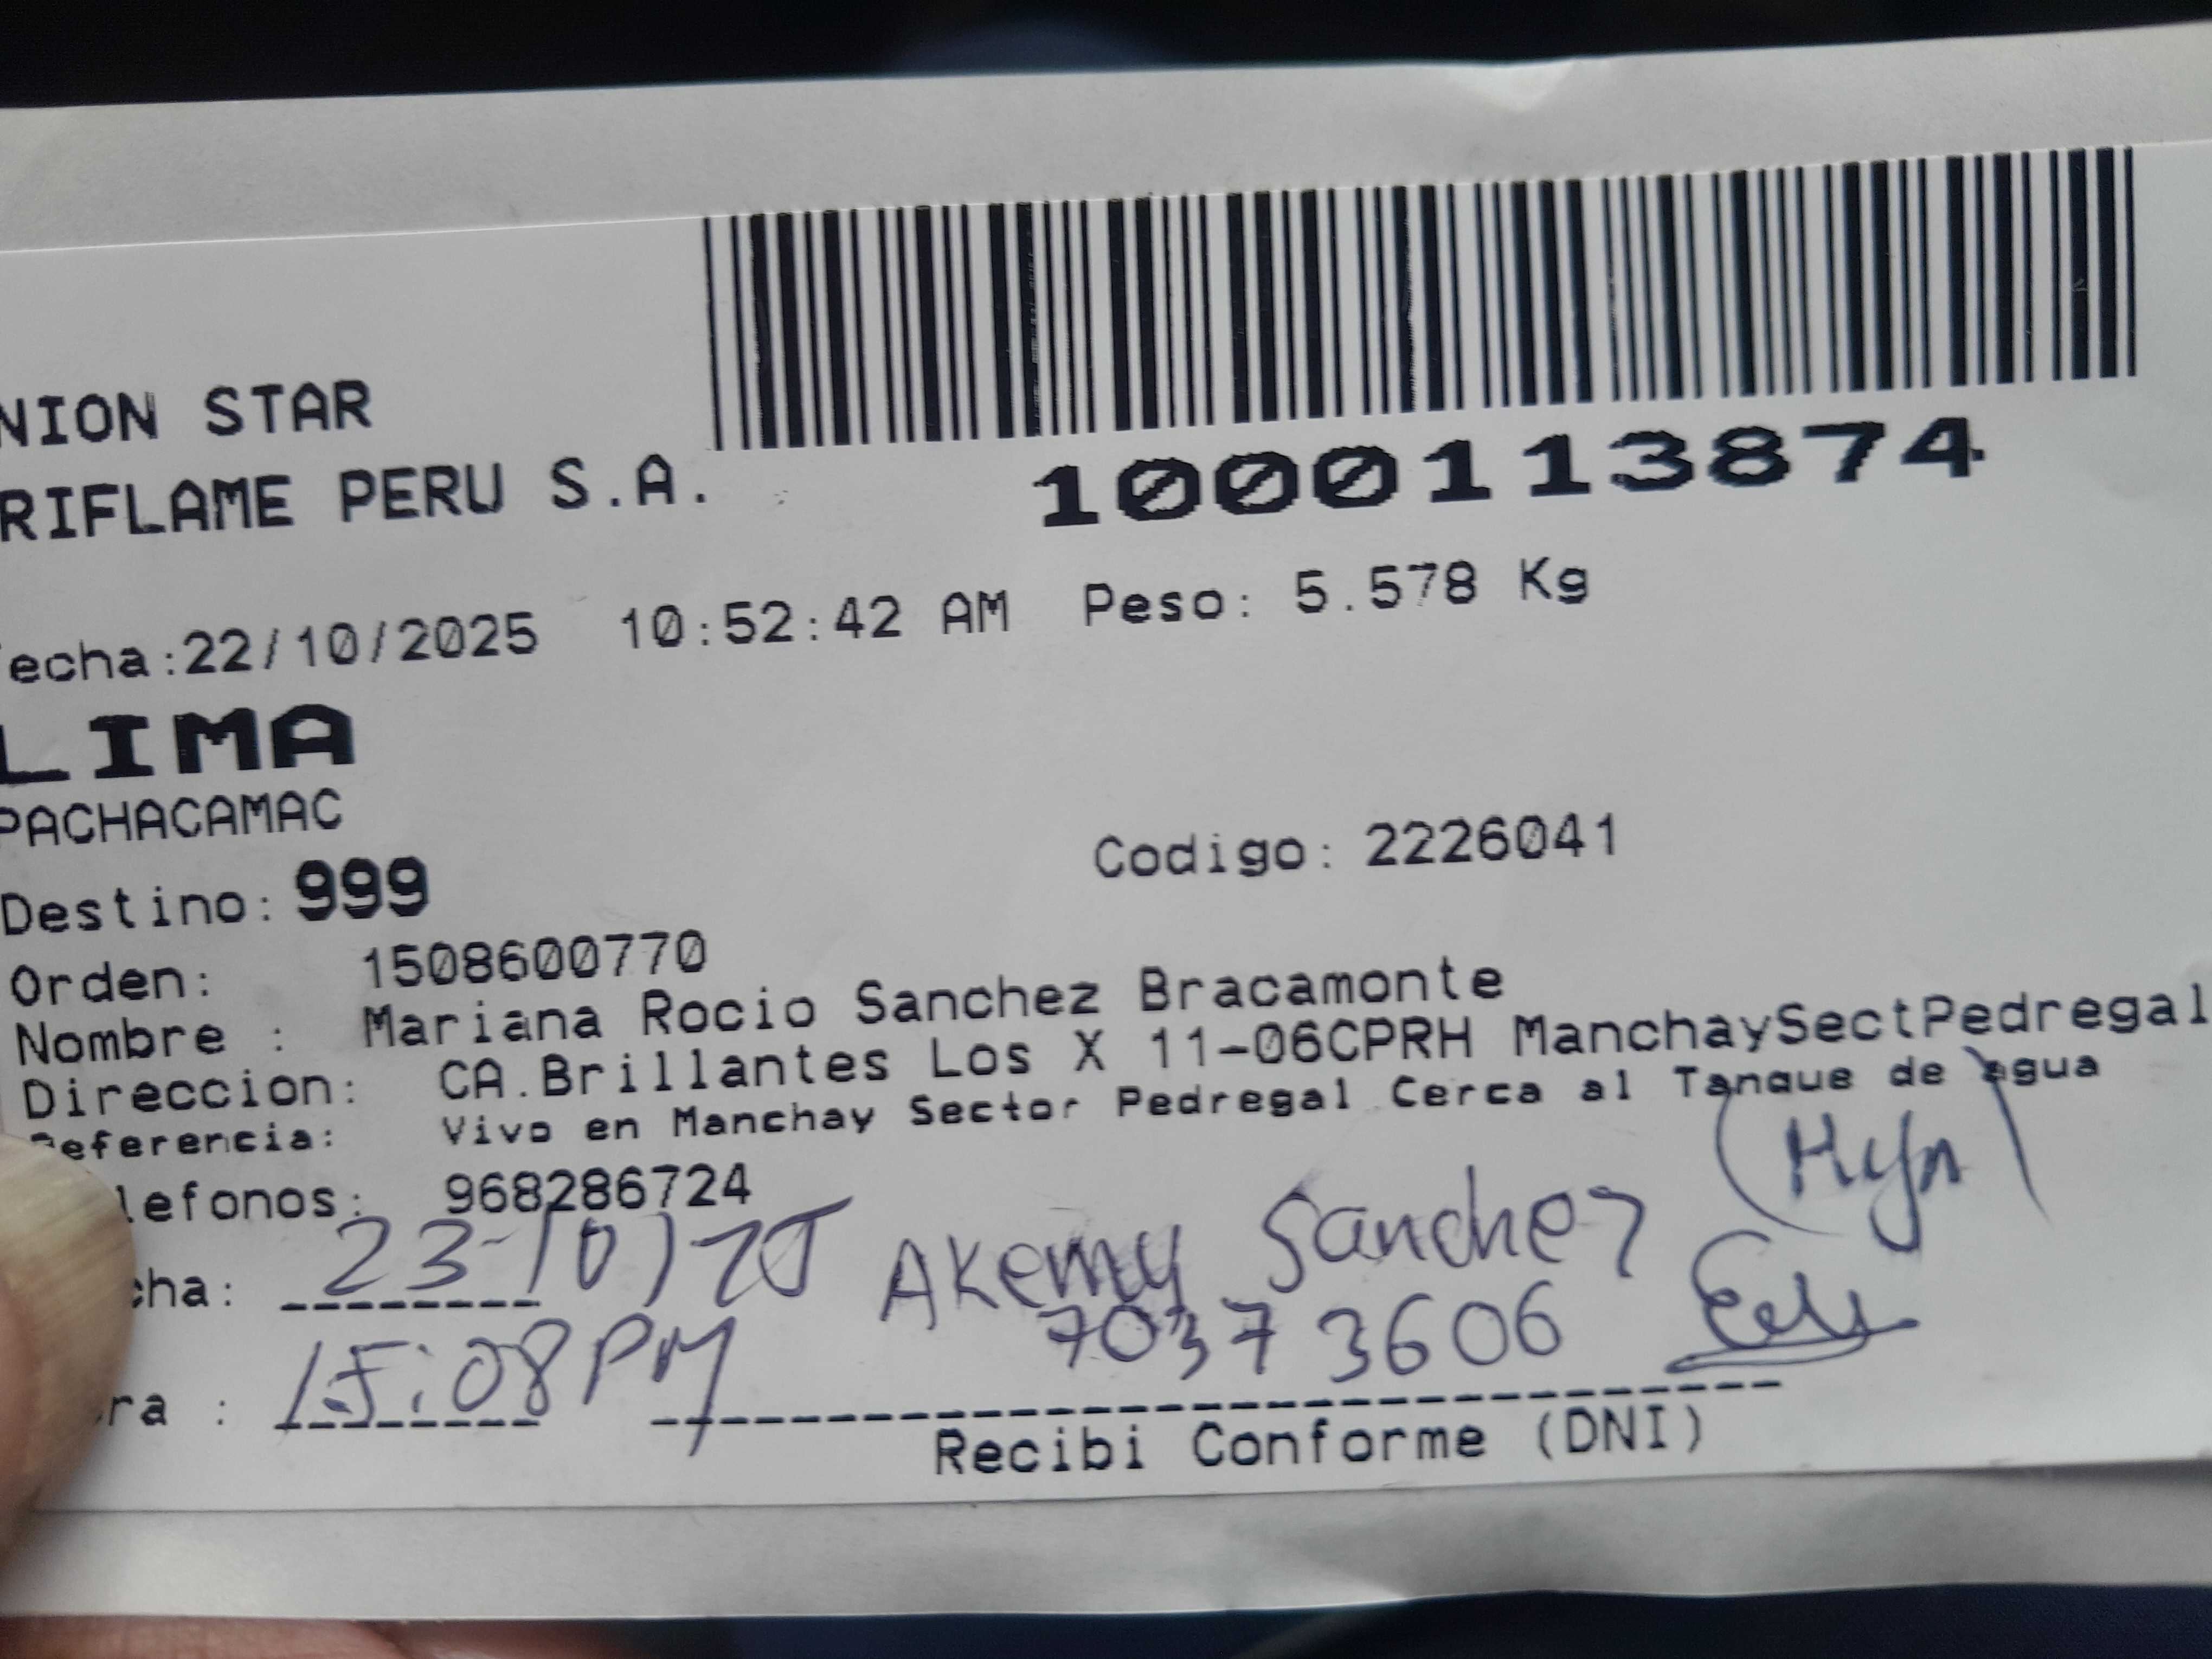 NION STAR
RIFLAME PERU S.A.
1000113874
echa:22/10/2025 10:52:42 AM Peso: 5.578 Kg
LIMA
PACHACAMAC
Codigo: 2226041
Destino: 999
Orden: 1508600770
Nombre : Mariana Rocio Sanchez Bracamonte
Direccion: CA.Brillantes Los X 11-06CPRH ManchaySectPedregal
eferencia: Vivo en Manchay Sector Pedregal Cerca al Tanque de agua
lefonos: 968286724
cha: 23-10/25 AKemy Sanchez
70373606
ra : 15:08 PM
Recibi Conforme (DNI)